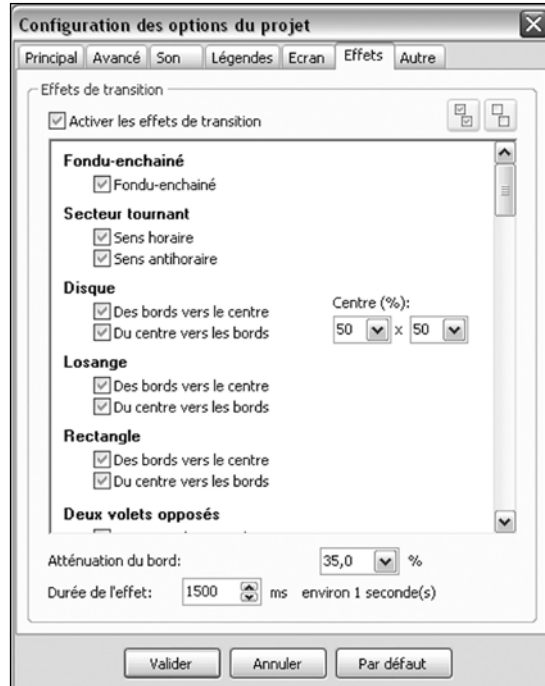 Configuration des options du projet
Principal Avancé Son Légendes Ecran Effets Autre
Effets de transition
Activer les effets de transition
Fondu-enchainé
Fondu-enchainé
Secteur tournant
Sens horaire
Sens antihoraire
Disque
Des bords vers le centre
Centre (%):
Du centre vers les bords
50 x 50
Losange
Des bords vers le centre
Du centre vers les bords
Rectangle
Des bords vers le centre
Du centre vers les bords
Deux volets opposés
Atténuation du bord: 35,0 %
Durée de l'effet: 1500 ms environ 1 seconde(s)
Valider Annuler Par défaut